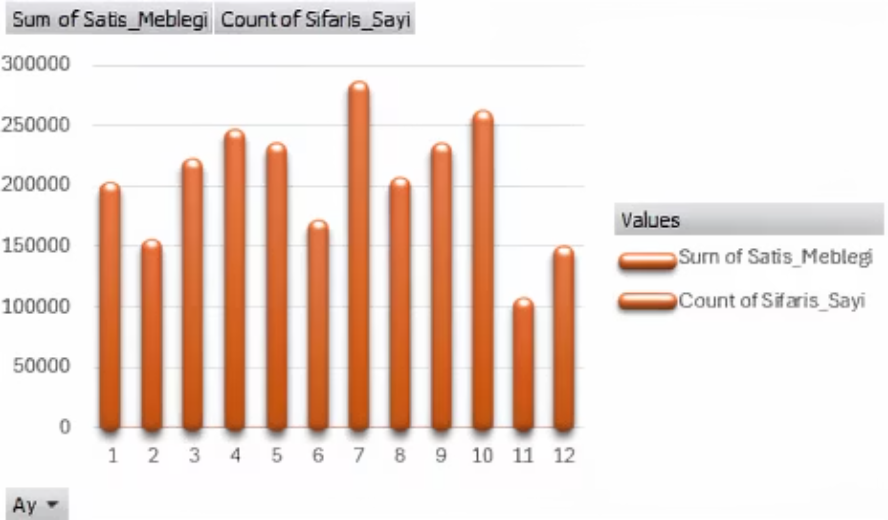 Sum of Satis_Meblegi Count of Sifaris_Sayi
300000
250000
200000
150000
100000
50000
0
1 2 3 4 5 6 7 8 9 10 11 12
Values
Sum of Satis_Meblegi
Count of Sifaris_Sayi
Ay